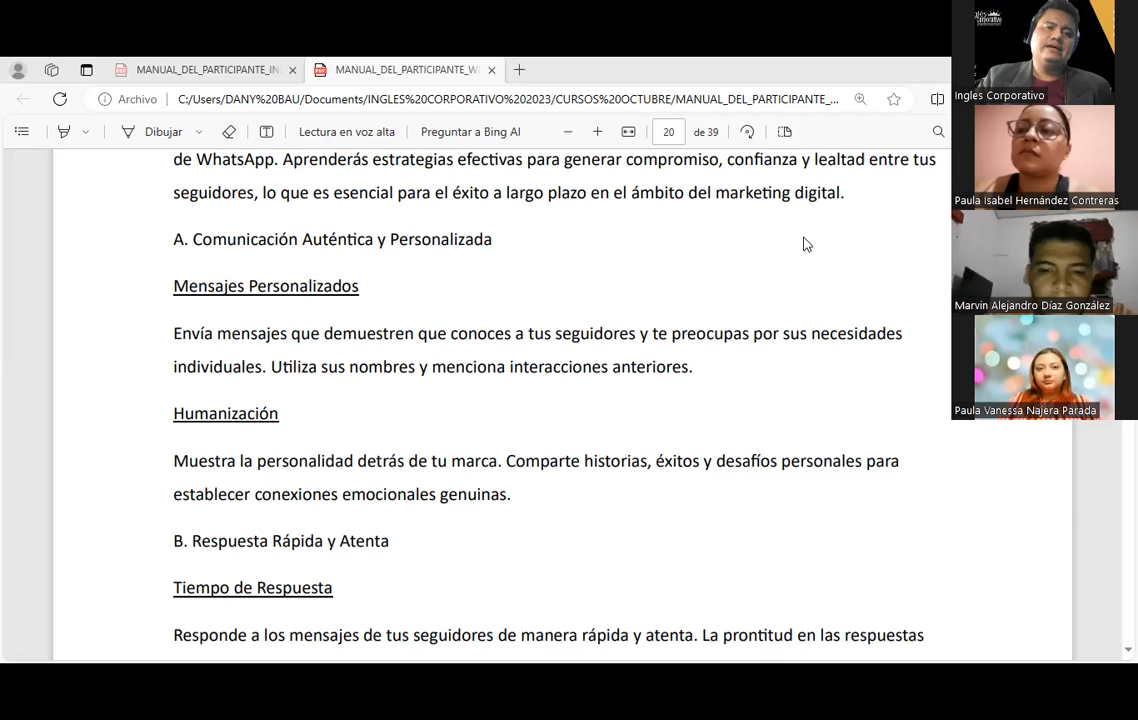 MANUAL_DEL_PARTICIPANTE_IN
MANUAL_DEL_PARTICIPANTE_W
Archivo
C:/Users/DANY%20BAU/Documents/INGLES%20CORPORATIVO%202023/CURSOS%20OCTUBRE/MANUAL_DEL_PARTICIPANTE_...
Dibujar
Lectura en voz alta
Preguntar a Bing AI
20
de 39
de WhatsApp. Aprenderás estrategias efectivas para generar compromiso, confianza y lealtad entre tus
seguidores, lo que es esencial para el éxito a largo plazo en el ámbito del marketing digital.
A. Comunicación Auténtica y Personalizada
Mensajes Personalizados
Envía mensajes que demuestren que conoces a tus seguidores y te preocupas por sus necesidades
individuales. Utiliza sus nombres y menciona interacciones anteriores.
Humanización
Muestra la personalidad detrás de tu marca. Comparte historias, éxitos y desafíos personales para
establecer conexiones emocionales genuinas.
B. Respuesta Rápida y Atenta
Tiempo de Respuesta
Responde a los mensajes de tus seguidores de manera rápida y atenta. La prontitud en las respuestas
Ingles Corporativo
Paula Isabel Hernández Contreras
Marvin Alejandro Díaz González
Paula Vanessa Najera Parada